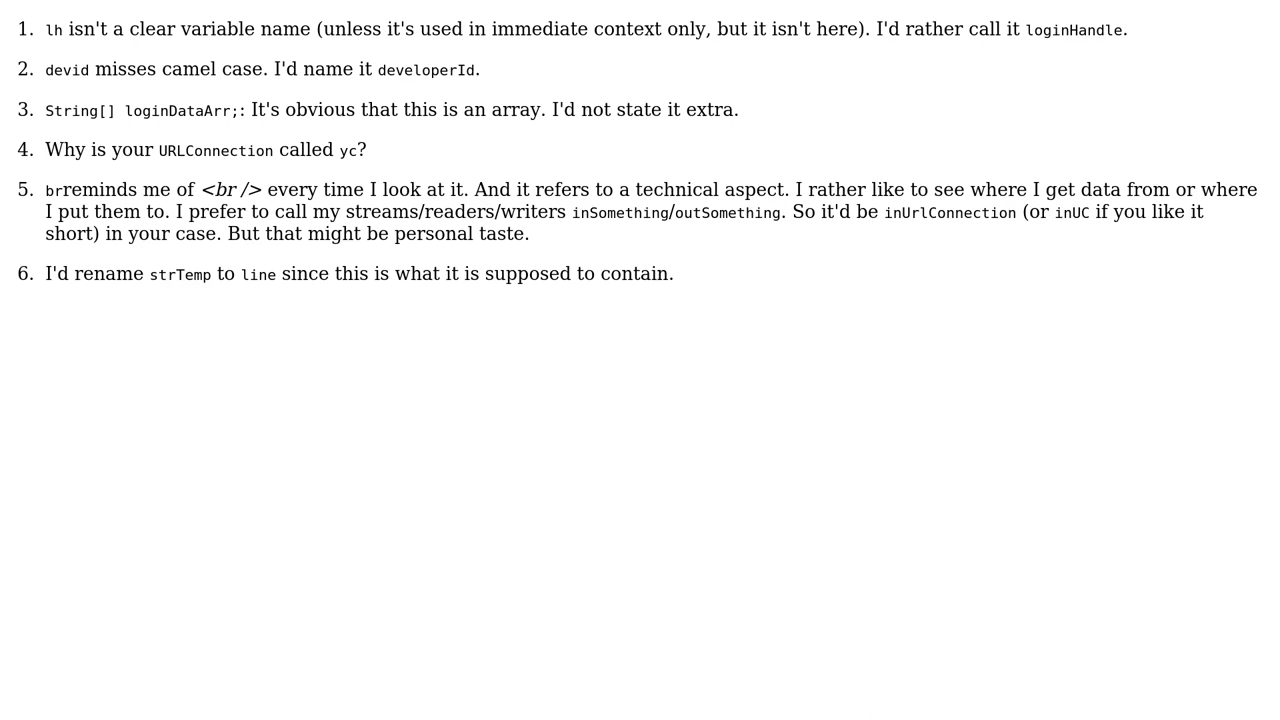 1. lh isn't a clear variable name (unless it's used in immediate context only, but it isn't here). I'd rather call it loginHandle.
2. devid misses camel case. I'd name it developerId.
3. String[] loginDataArr;: It's obvious that this is an array. I'd not state it extra.
4. Why is your URLConnection called yc?
5. brreminds me of <br /> every time I look at it. And it refers to a technical aspect. I rather like to see where I get data from or where
I put them to. I prefer to call my streams/readers/writers inSomething/outSomething. So it'd be inUrlConnection (or inUC if you like it
short) in your case. But that might be personal taste.
6. I'd rename strTemp to line since this is what it is supposed to contain.